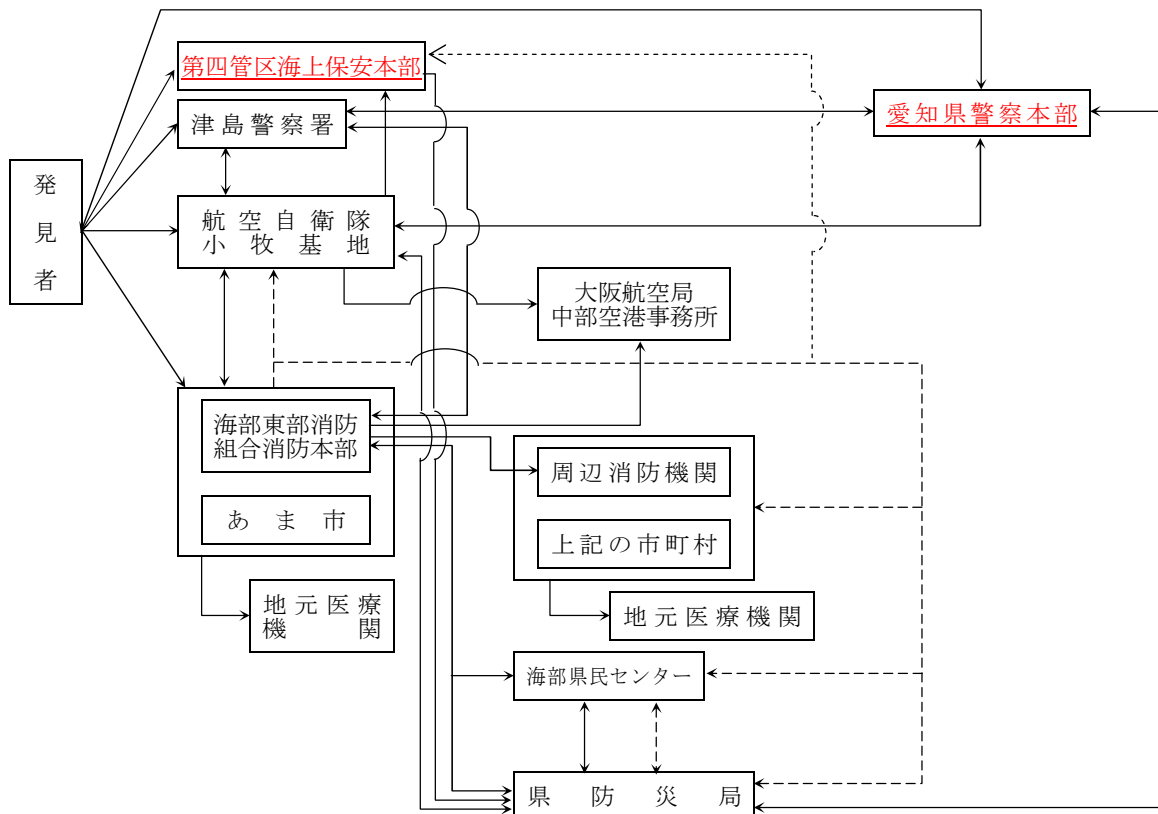 第四管区海上保安本部
津島警察署
愛知県警察本部
発見者
航空自衛隊
小牧基地
大阪航空局
中部空港事務所
海部東部消防
組合消防本部
あま市
周辺消防機関
上記の市町村
地元医療
機関
地元医療機関
海部県民センター
県防災局